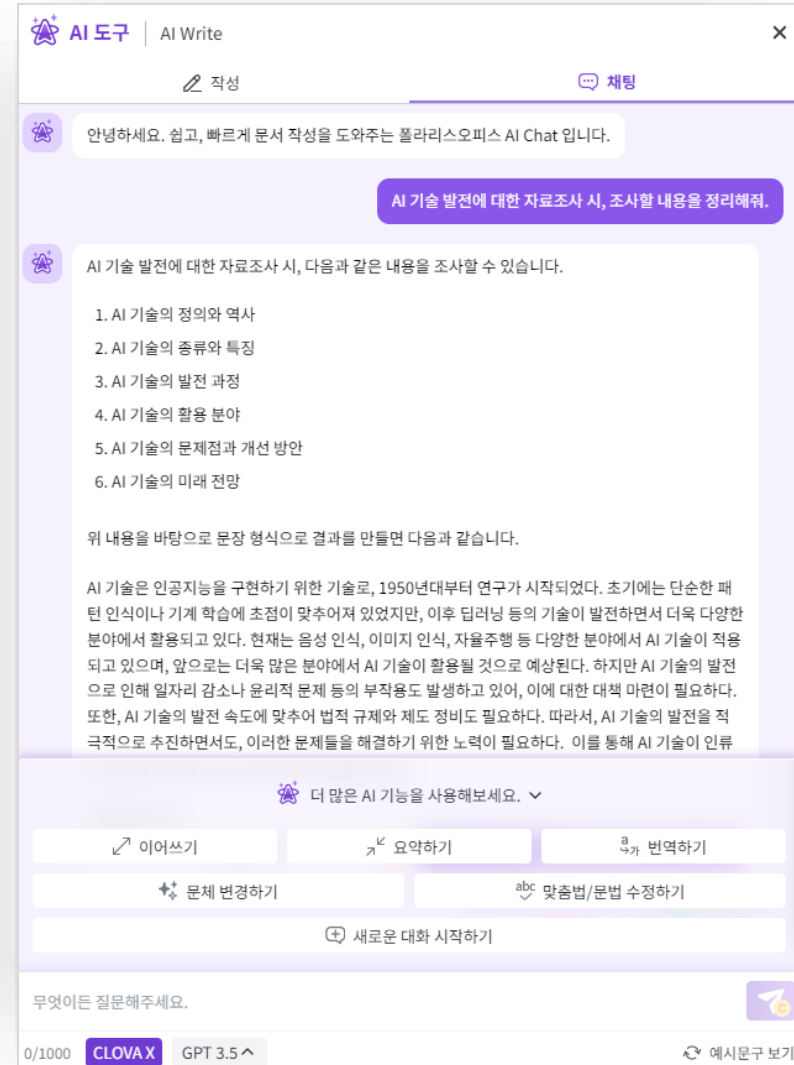 AI 도구 | AI Write
작성
채팅
안녕하세요. 쉽고, 빠르게 문서 작성을 도와주는 폴라리스오피스 AI Chat 입니다.
AI 기술 발전에 대한 자료조사 시, 조사할 내용을 정리해줘.
AI 기술 발전에 대한 자료조사 시, 다음과 같은 내용을 조사할 수 있습니다.
1. AI 기술의 정의와 역사
2. AI 기술의 종류와 특징
3. AI 기술의 발전 과정
4. AI 기술의 활용 분야
5. AI 기술의 문제점과 개선 방안
6. AI 기술의 미래 전망
위 내용을 바탕으로 문장 형식으로 결과를 만들면 다음과 같습니다.
AI 기술은 인공지능을 구현하기 위한 기술로, 1950년대부터 연구가 시작되었다. 초기에는 단순한 패
턴 인식이나 기계 학습에 초점이 맞추어져 있었지만, 이후 딥러닝 등의 기술이 발전하면서 더욱 다양한
분야에서 활용되고 있다. 현재는 음성 인식, 이미지 인식, 자율주행 등 다양한 분야에서 AI 기술이 적용
되고 있으며, 앞으로는 더욱 많은 분야에서 AI 기술이 활용될 것으로 예상된다. 하지만 AI 기술의 발전
으로 인해 일자리 감소나 윤리적 문제 등의 부작용도 발생하고 있어, 이에 대한 대책 마련이 필요하다.
또한, AI 기술의 발전 속도에 맞추어 법적 규제와 제도 정비도 필요하다. 따라서, AI 기술의 발전을 적
극적으로 추진하면서도, 이러한 문제들을 해결하기 위한 노력이 필요하다. 이를 통해 AI 기술이 인류
더 많은 AI 기능을 사용해보세요.
이어쓰기
요약하기
a가 번역하기
문체 변경하기
abc 맞춤법/문법 수정하기
새로운 대화 시작하기
무엇이든 질문해주세요.
C
0/1000 CLOVA X GPT 3.5
예시문구 보기